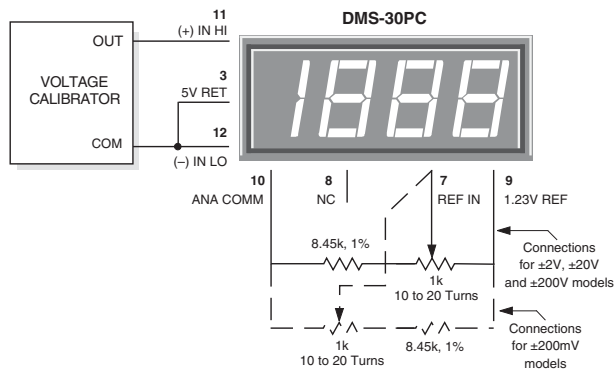 DMS-30PC
11
(+) IN HI
OUT
3
5V RET
VOLTAGE
CALIBRATOR
COM
12
(–) IN LO
1888
10
ANA COMM
8
NC
7
REF IN
9
1.23V REF
8.45k, 1%
1k
10 to 20 Turns
Connections
for ±2V, ±20V
and ±200V models
1k
10 to 20 Turns
8.45k, 1%
Connections
for ±200mV
models